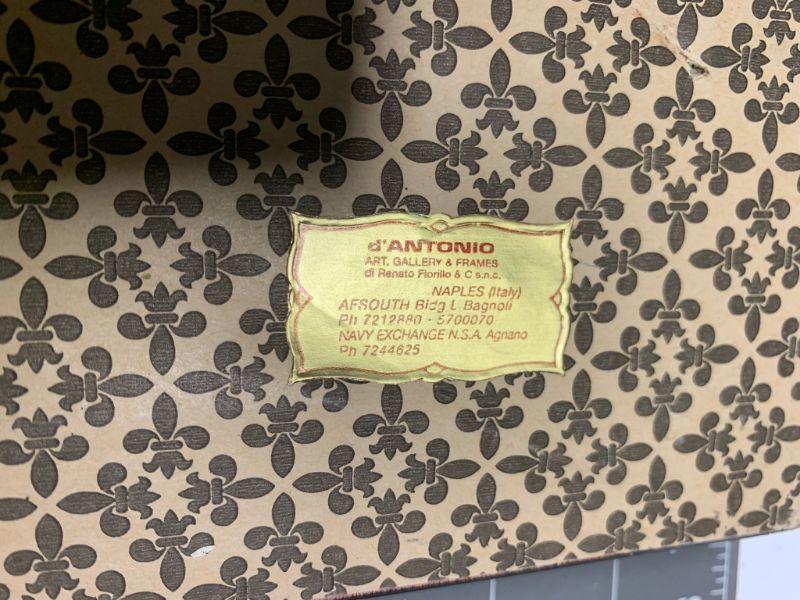 d'ANTONIO
ART. GALLERY & FRAMES
di Renato Fiorillo & C s.n.c.
NAPLES (Italy)
AFSOUTH Bldg L Bagnoli
Ph 7212880 - 5700070
NAVY EXCHANGE N.S.A. Agnano
Ph 7244625